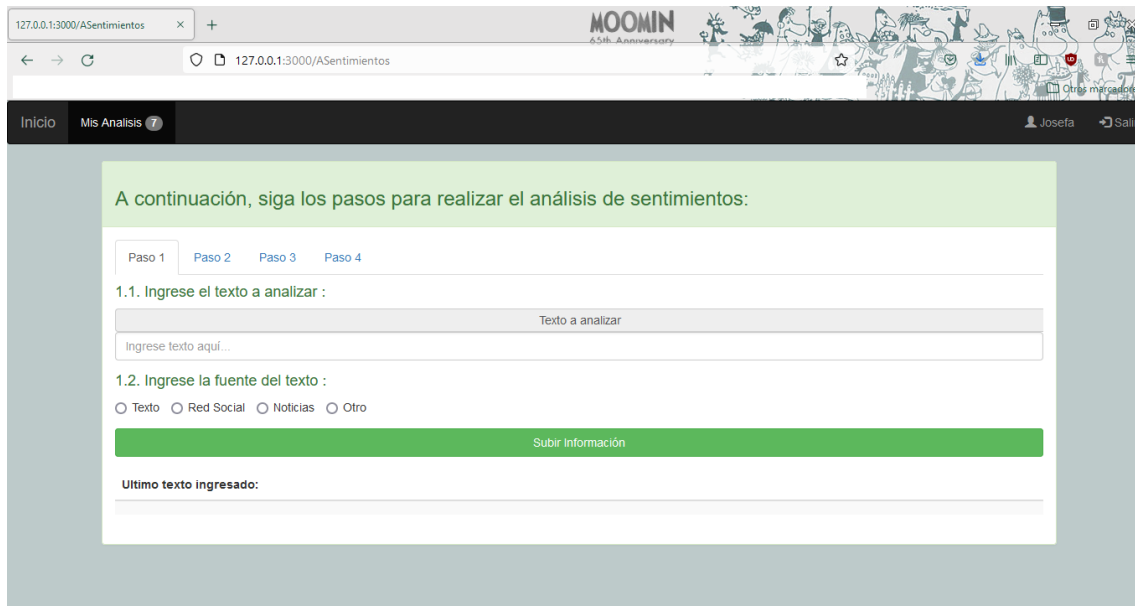 127.0.0.1:3000/ASentimientos × +
MOOMIN
65th Anniversary
127.0.0.1:3000/ASentimientos
Otros marcadore
Inicio Mis Analisis 7 Josefa Sali
A continuación, siga los pasos para realizar el análisis de sentimientos:
Paso 1 Paso 2 Paso 3 Paso 4
1.1. Ingrese el texto a analizar :
Texto a analizar
Ingrese texto aquí...
1.2. Ingrese la fuente del texto :
Texto Red Social Noticias Otro
Subir Información
Ultimo texto ingresado: